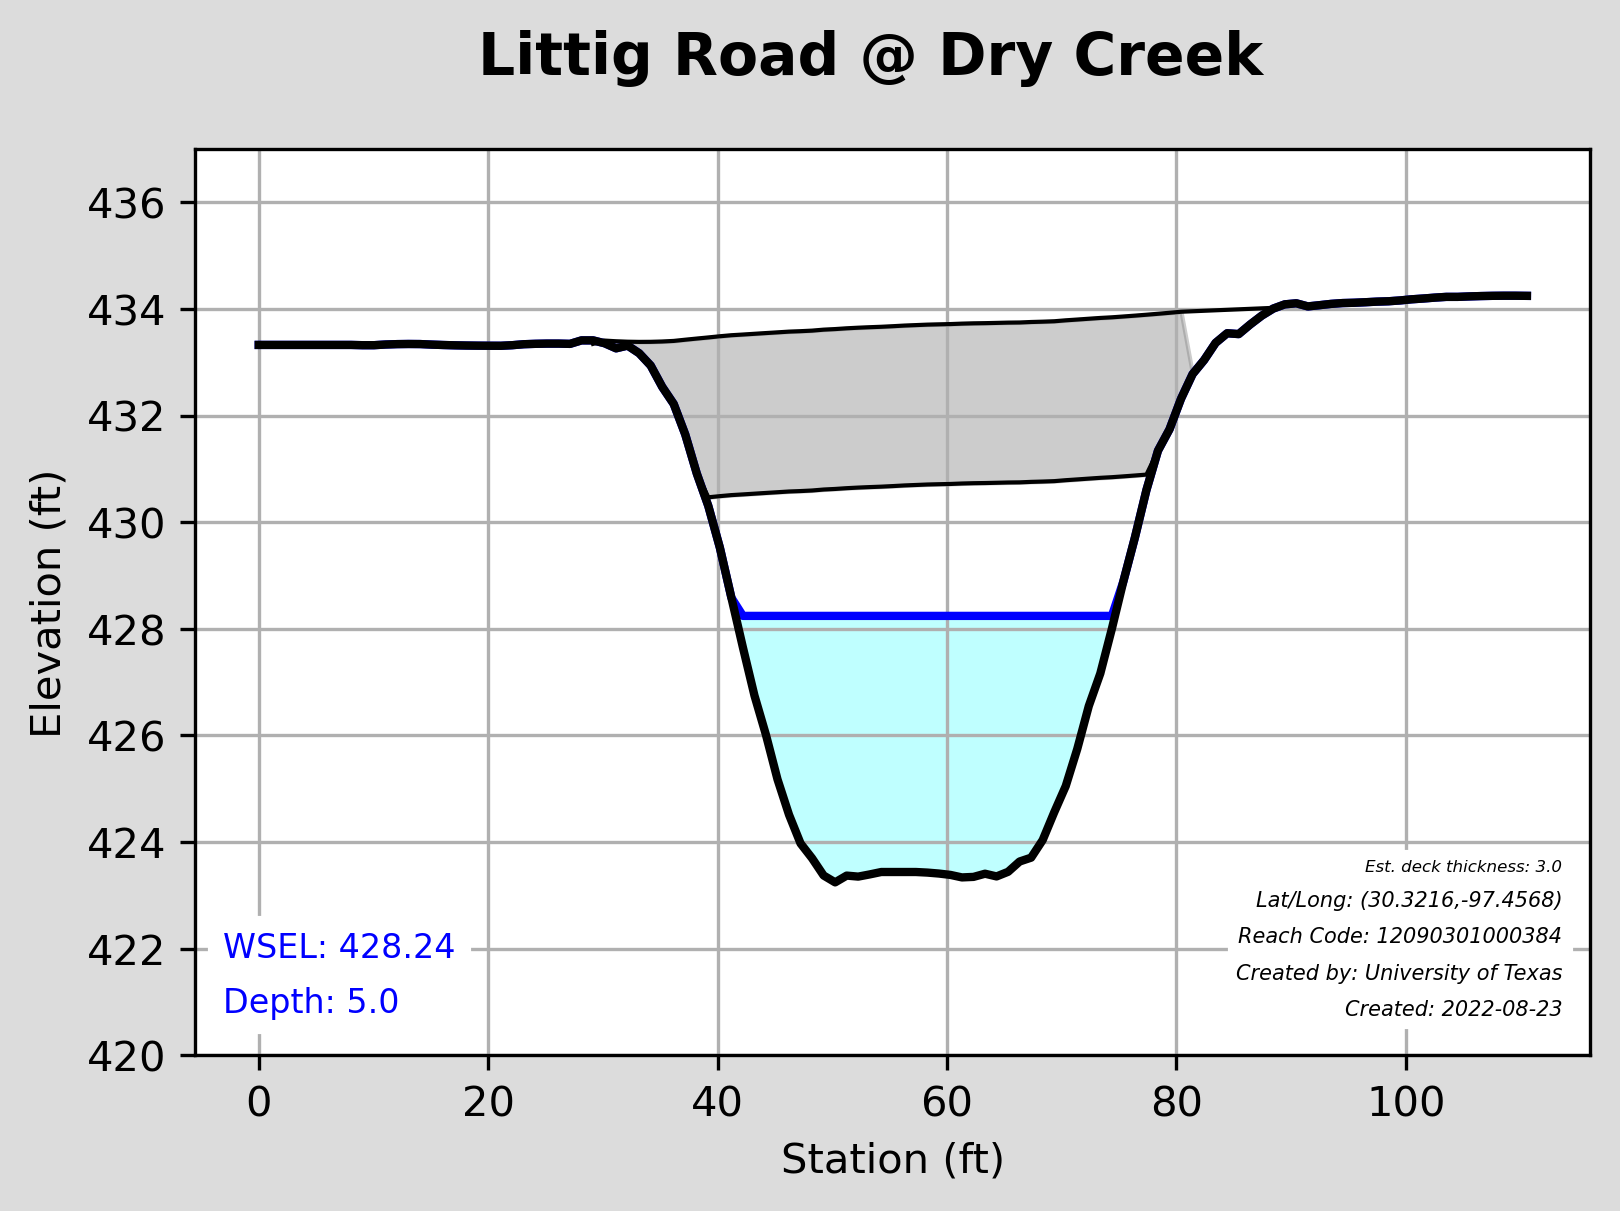 Littig Road @ Dry Creek
Elevation (ft)
436
434
432
430
428
426
424
422
420
Est. deck thickness: 3.0
Lat/Long: (30.3216,-97.4568)
Reach Code: 12090301000384
Created by: University of Texas
Created: 2022-08-23
WSEL: 428.24
Depth: 5.0
0 20 40 60 80 100
Station (ft)